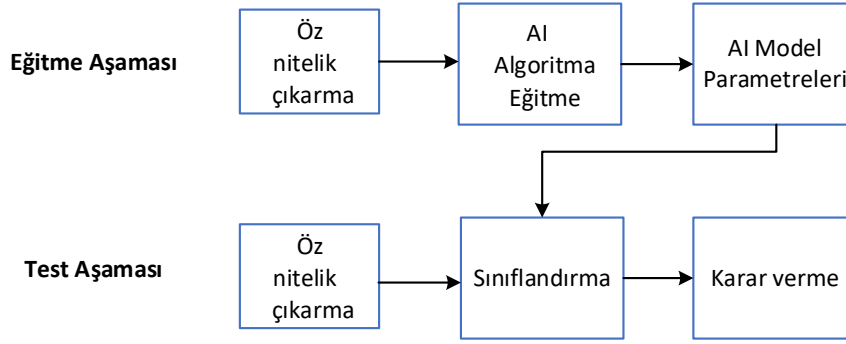 Eğitme Aşaması
Öz
nitelik
çıkarma
AI
Algoritma
Eğitme
AI Model
Parametreleri
Test Aşaması
Öz
nitelik
çıkarma
Sınıflandırma
Karar verme